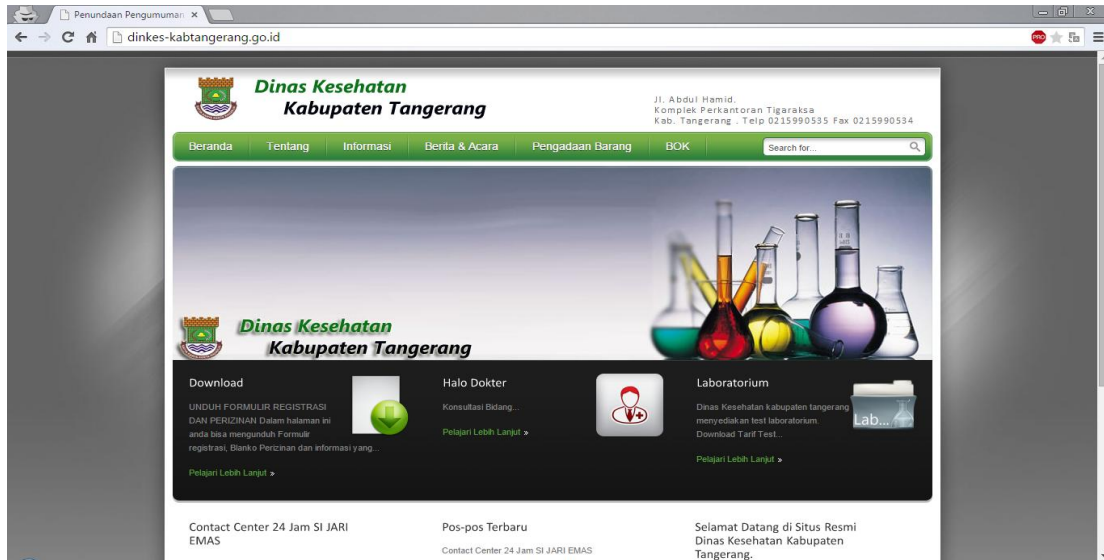 Penundaan Pengumuman
dinkes-kabtangerang.go.id
PRO
Dinas Kesehatan
Kabupaten Tangerang
Jl. Abdul Hamid.
Komplek Perkantoran Tigaraksa
Kab. Tangerang . Telp 0215990535 Fax 0215990534
Beranda Tentang Informasi Berita & Acara Pengadaan Barang BOK Search for...
Dinas Kesehatan
Kabupaten Tangerang
Download
UNDUH FORMULIR REGISTRASI
DAN PERIZINAN Dalam halaman ini
anda bisa mengunduh Formulir
registrasi, Blanko Perizinan dan informasi yang...
Pelajari Lebih Lanjut »
Halo Dokter
Konsultasi Bidang...
Pelajari Lebih Lanjut »
Laboratorium
Dinas Kesehatan kabupaten tangerang
menyediakan test laboratorium.
Download Tarif Test...
Lab...
Pelajari Lebih Lanjut »
Contact Center 24 Jam SI JARI
EMAS
Pos-pos Terbaru
Contact Center 24 Jam SI JARI EMAS
Selamat Datang di Situs Resmi
Dinas Kesehatan Kabupaten
Tangerang.